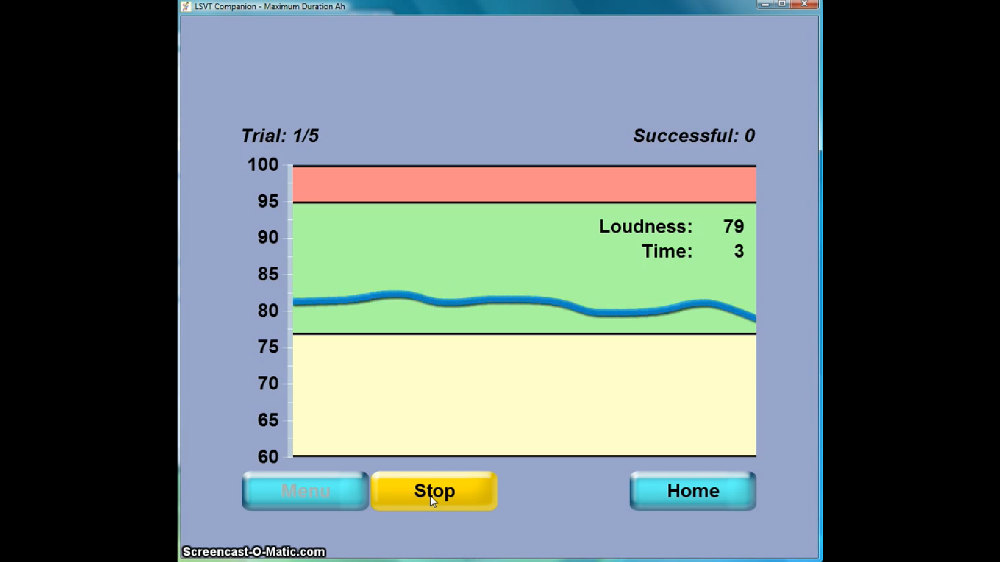 LSVT Companion - Maximum Duration Ah
Trial: 1/5
Successful: 0
100
95
90
85
80
75
70
65
60
Loudness: 79
Time: 3
Menu
Stop
Home
Screencast-O-Matic.com